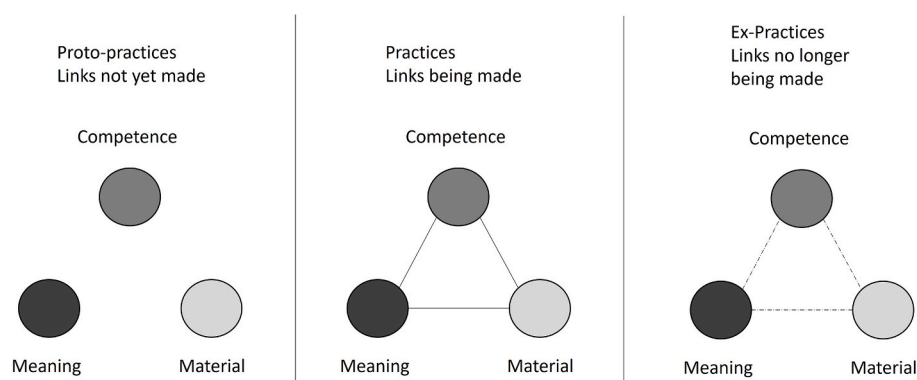 Proto-practices
Links not yet made
Competence
Meaning
Material
Practices
Links being made
Competence
Meaning
Material
Ex-Practices
Links no longer
being made
Competence
Meaning
Material